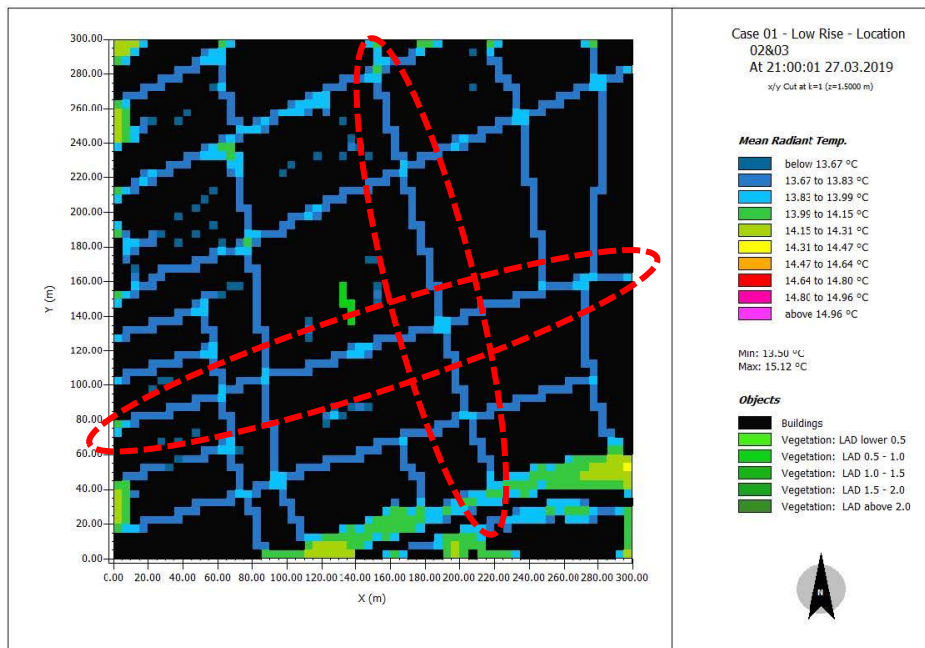 Case 01 - Low Rise - Location
02&03
At 21:00:01 27.03.2019
x/y Cut at k=1 (z=1.5000 m)
Mean Radiant Temp.
below 13.67 °C
13.67 to 13.83 °C
13.83 to 13.99 °C
13.99 to 14.15 °C
14.15 to 14.31 °C
14.31 to 14.47 °C
14.47 to 14.64 °C
14.64 to 14.80 °C
14.80 to 14.96 °C
above 14.96 °C
Min: 13.50 °C
Max: 15.12 °C
Objects
Buildings
Vegetation: LAD lower 0.5
Vegetation: LAD 0.5 - 1.0
Vegetation: LAD 1.0 - 1.5
Vegetation: LAD 1.5 - 2.0
Vegetation: LAD above 2.0
N
300.00
280.00
260.00
240.00
220.00
200.00
180.00
160.00
140.00
120.00
100.00
80.00
60.00
40.00
20.00
0.00
Y (m)
0.00 20.00 40.00 60.00 80.00 100.00 120.00 140.00 160.00 180.00 200.00 220.00 240.00 260.00 280.00 300.00
X (m)